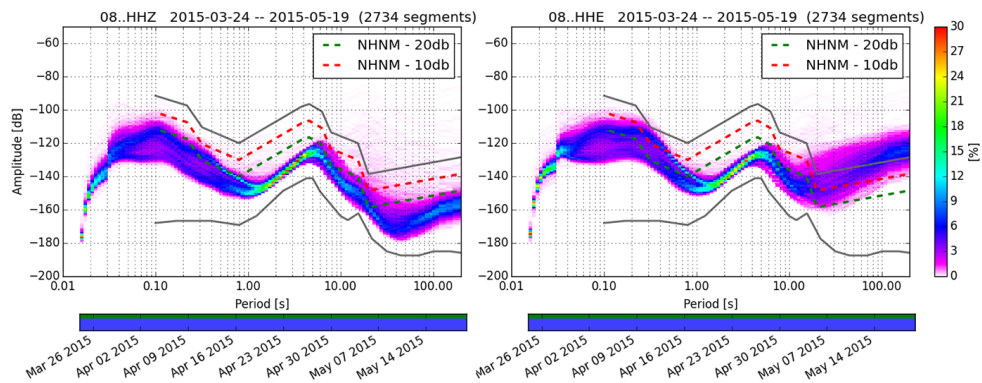 08..HHZ 2015-03-24 -- 2015-05-19 (2734 segments)
NHNM - 20db
NHNM - 10db
Amplitude [dB]
−60
−80
−100
−120
−140
−160
−180
−200
0.01 0.10 1.00 10.00 100.00
Period [s]
Mar 26 2015 Apr 02 2015 Apr 09 2015 Apr 16 2015 Apr 23 2015 Apr 30 2015 May 07 2015 May 14 2015
08..HHE 2015-03-24 -- 2015-05-19 (2734 segments)
NHNM - 20db
NHNM - 10db
−60
−80
−100
−120
−140
−160
−180
−200
0.01 0.10 1.00 10.00 100.00
Period [s]
Mar 26 2015 Apr 02 2015 Apr 09 2015 Apr 16 2015 Apr 23 2015 Apr 30 2015 May 07 2015 May 14 2015
30
27
24
21
18
15
12
9
6
3
0
[%]